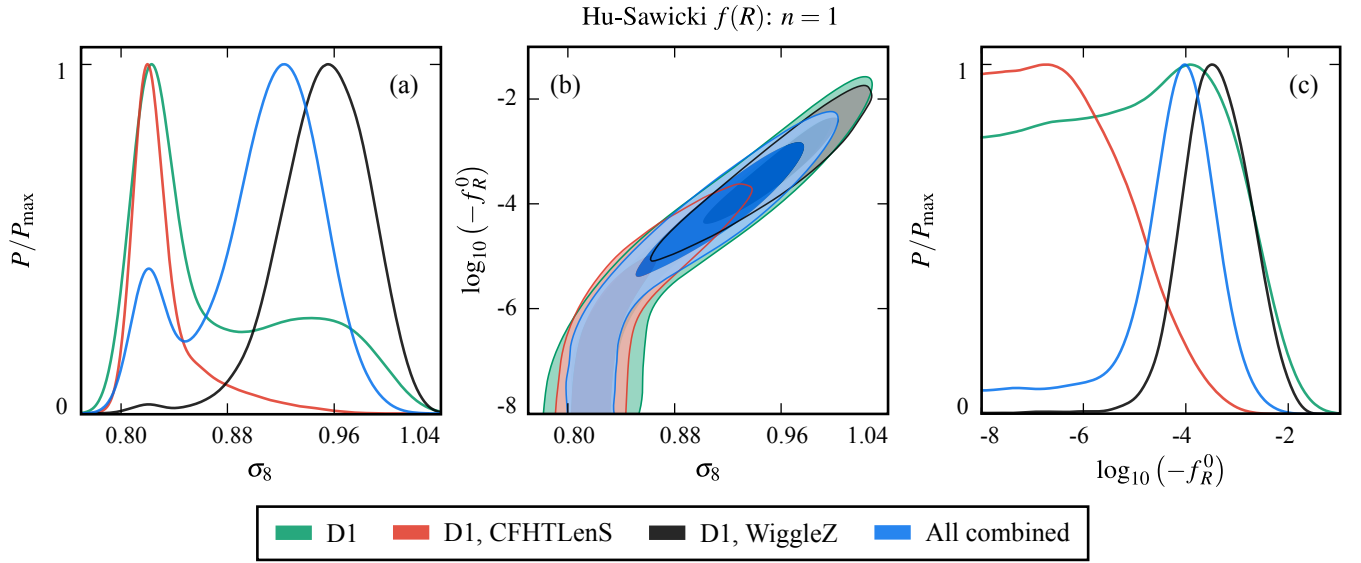 Hu-Sawicki f(R): n = 1
(a)
(b)
(c)
P/P_max
1
0
0.80 0.88 0.96 1.04
σ_8
log_10 (−f_R^0)
-2
-4
-6
-8
0.80 0.88 0.96 1.04
σ_8
P/P_max
1
0
-8 -6 -4 -2
log_10 (−f_R^0)
D1 D1, CFHTLenS D1, WiggleZ All combined